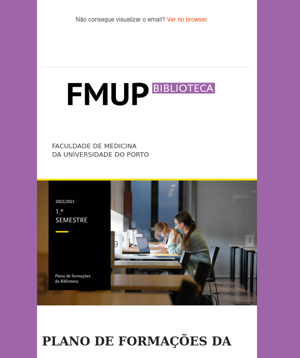 Não consegue visualizar o email? Ver no browser.
FMUP BIBLIOTECA
FACULDADE DE MEDICINA
DA UNIVERSIDADE DO PORTO
2022/2023
1.º
SEMESTRE
Plano de formações
da Biblioteca
PLANO DE FORMAÇÕES DA